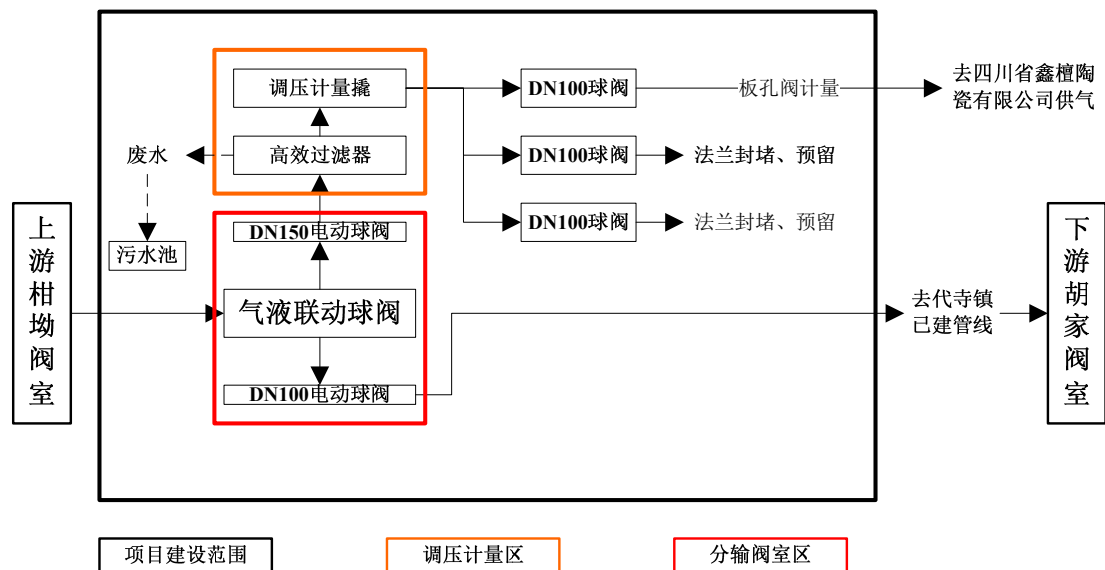 调压计量撬
DN100球阀
板孔阀计量
去四川省鑫檀陶
瓷有限公司供气
废水
高效过滤器
DN100球阀
法兰封堵、预留
DN150电动球阀
DN100球阀
法兰封堵、预留
污水池
上游柑坳阀室
气液联动球阀
去代寺镇
已建管线
下游胡家阀室
DN100电动球阀
项目建设范围
调压计量区
分输阀室区